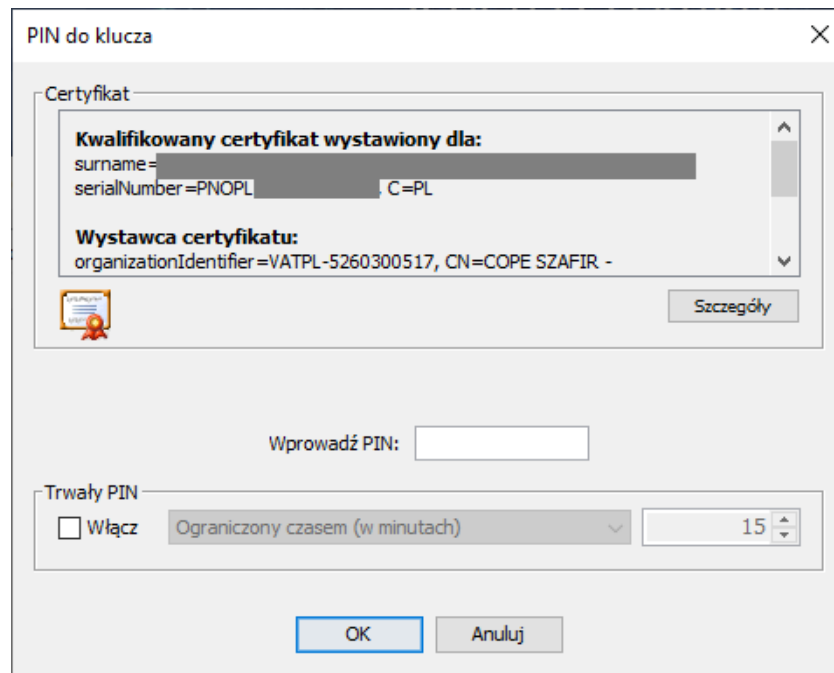 PIN do klucza
Certyfikat
Kwalifikowany certyfikat wystawiony dla:
surname=
serialNumber=PNOPL , C=PL
Wystawca certyfikatu:
organizationIdentifier=VATPL-5260300517, CN=COPE SZAFIR -
Szczegóły
Wprowadź PIN:
Trwały PIN
Włącz Ograniczony czasem (w minutach) 15
OK Anuluj